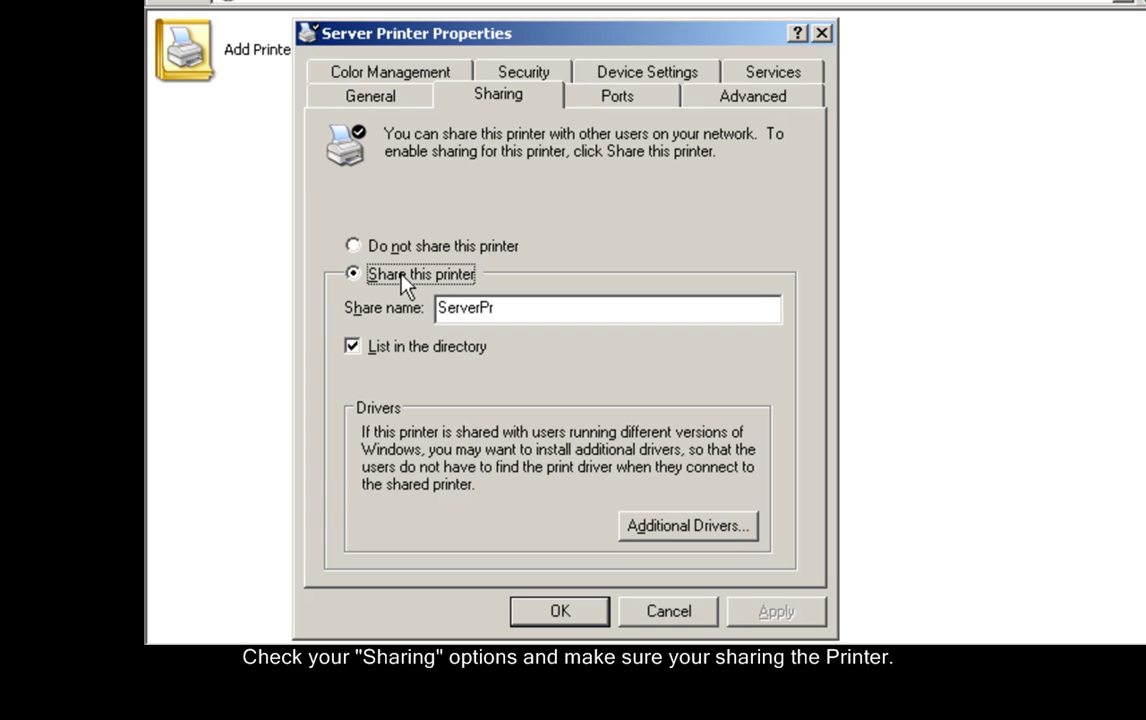 Add Printe
Server Printer Properties
Color Management
Security
Device Settings
Services
General
Sharing
Ports
Advanced
You can share this printer with other users on your network. To
enable sharing for this printer, click Share this printer.
Do not share this printer
Share this printer
Share name:
ServerPr
List in the directory
Drivers
If this printer is shared with users running different versions of
Windows, you may want to install additional drivers, so that the
users do not have to find the print driver when they connect to
the shared printer.
Additional Drivers...
OK
Cancel
Apply
Check your "Sharing" options and make sure your sharing the Printer.